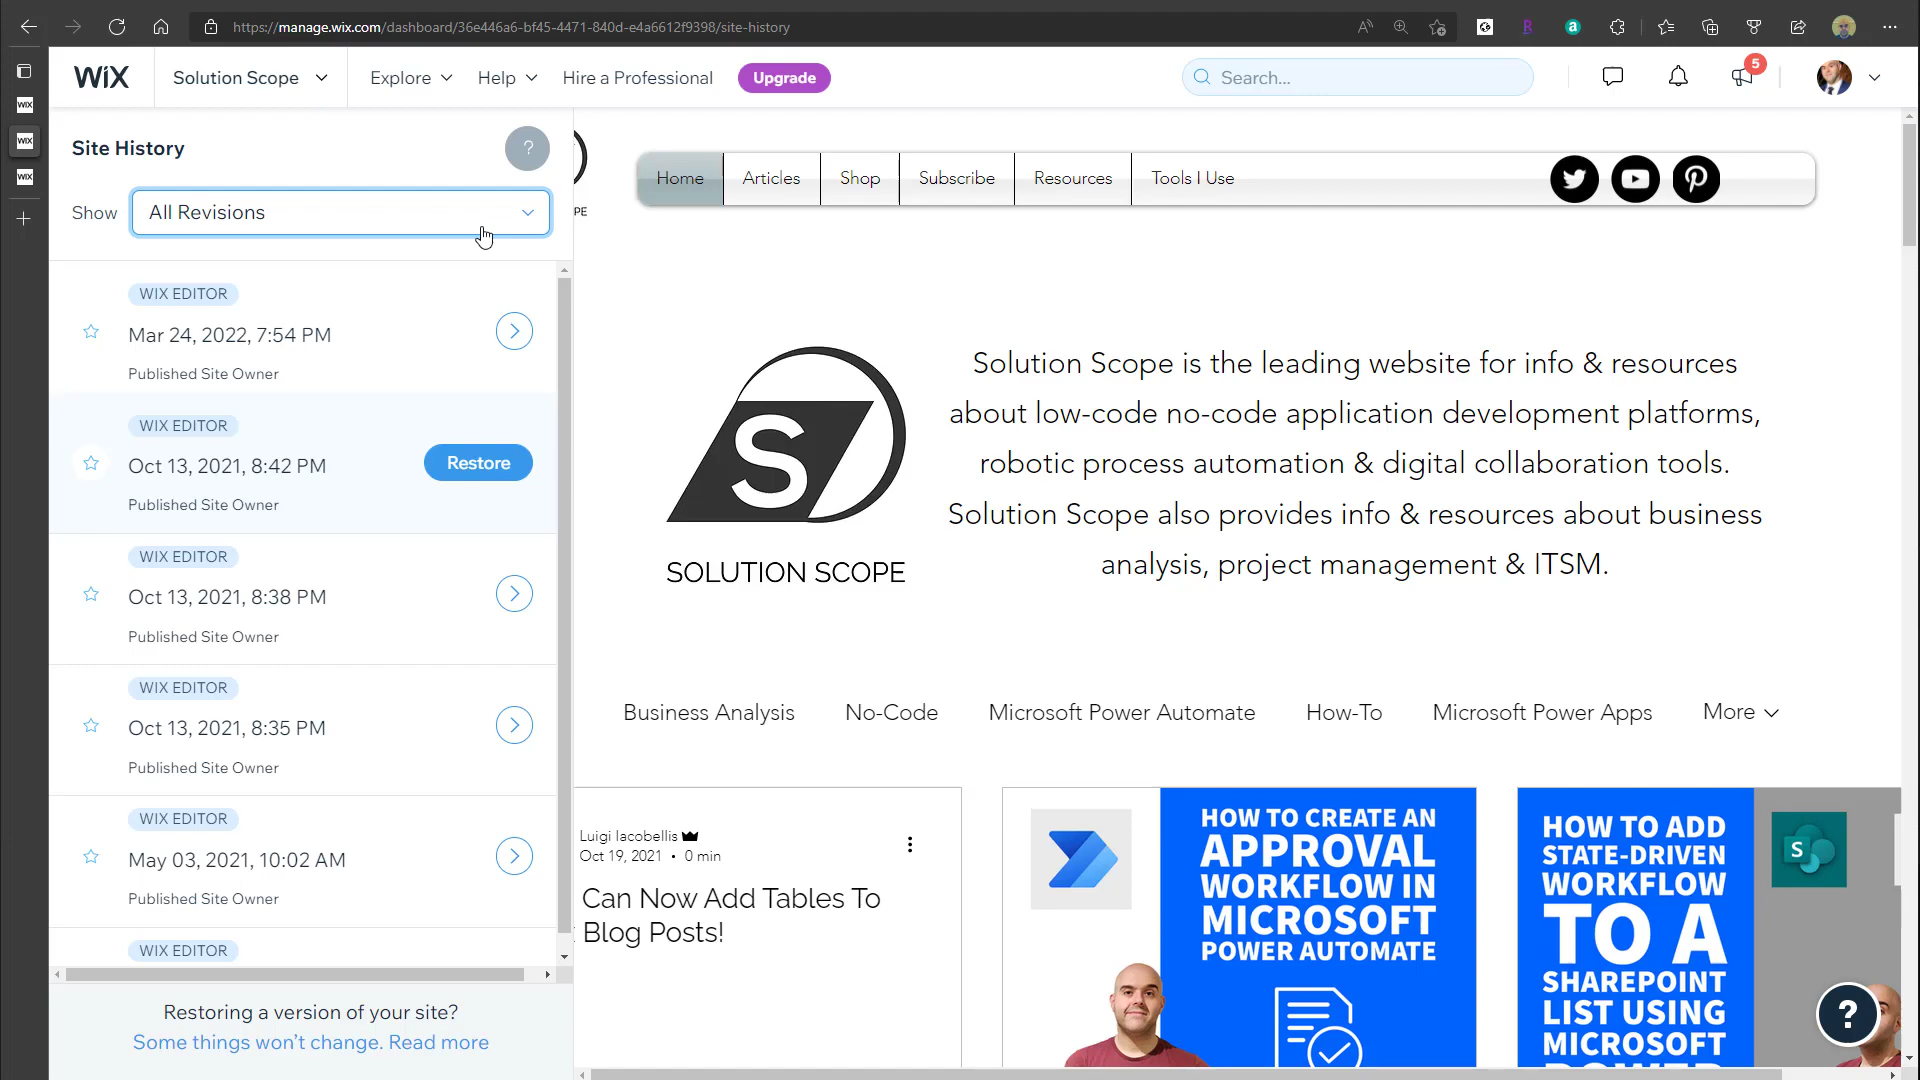 https://manage.wix.com/dashboard/36e446a6-bf45-4471-840d-e4a6612f9398/site-history
WiX
Solution Scope
Explore
Help
Hire a Professional
Upgrade
Search...
5
WIX
WIX
WIX
Site History
?
Show
All Revisions
WIX EDITOR
Mar 24, 2022, 7:54 PM
Published Site Owner
WIX EDITOR
Oct 13, 2021, 8:42 PM
Restore
Published Site Owner
WIX EDITOR
Oct 13, 2021, 8:38 PM
Published Site Owner
WIX EDITOR
Oct 13, 2021, 8:35 PM
Published Site Owner
WIX EDITOR
May 03, 2021, 10:02 AM
Published Site Owner
WIX EDITOR
Restoring a version of your site?
Some things won't change. Read more
PE
Home
Articles
Shop
Subscribe
Resources
Tools I Use
S
SOLUTION SCOPE
Solution Scope is the leading website for info & resources
about low-code no-code application development platforms,
robotic process automation & digital collaboration tools.
Solution Scope also provides info & resources about business
analysis, project management & ITSM.
Business Analysis
No-Code
Microsoft Power Automate
How-To
Microsoft Power Apps
More
Luigi Iacobellis
Oct 19, 2021 • 0 min
Can Now Add Tables To
Blog Posts!
HOW TO CREATE AN
APPROVAL
WORKFLOW IN
MICROSOFT
POWER AUTOMATE
HOW TO ADD
STATE-DRIVEN
WORKFLOW
TO A
SHAREPOINT
LIST USING
MICROSOFT
POWER
S
?